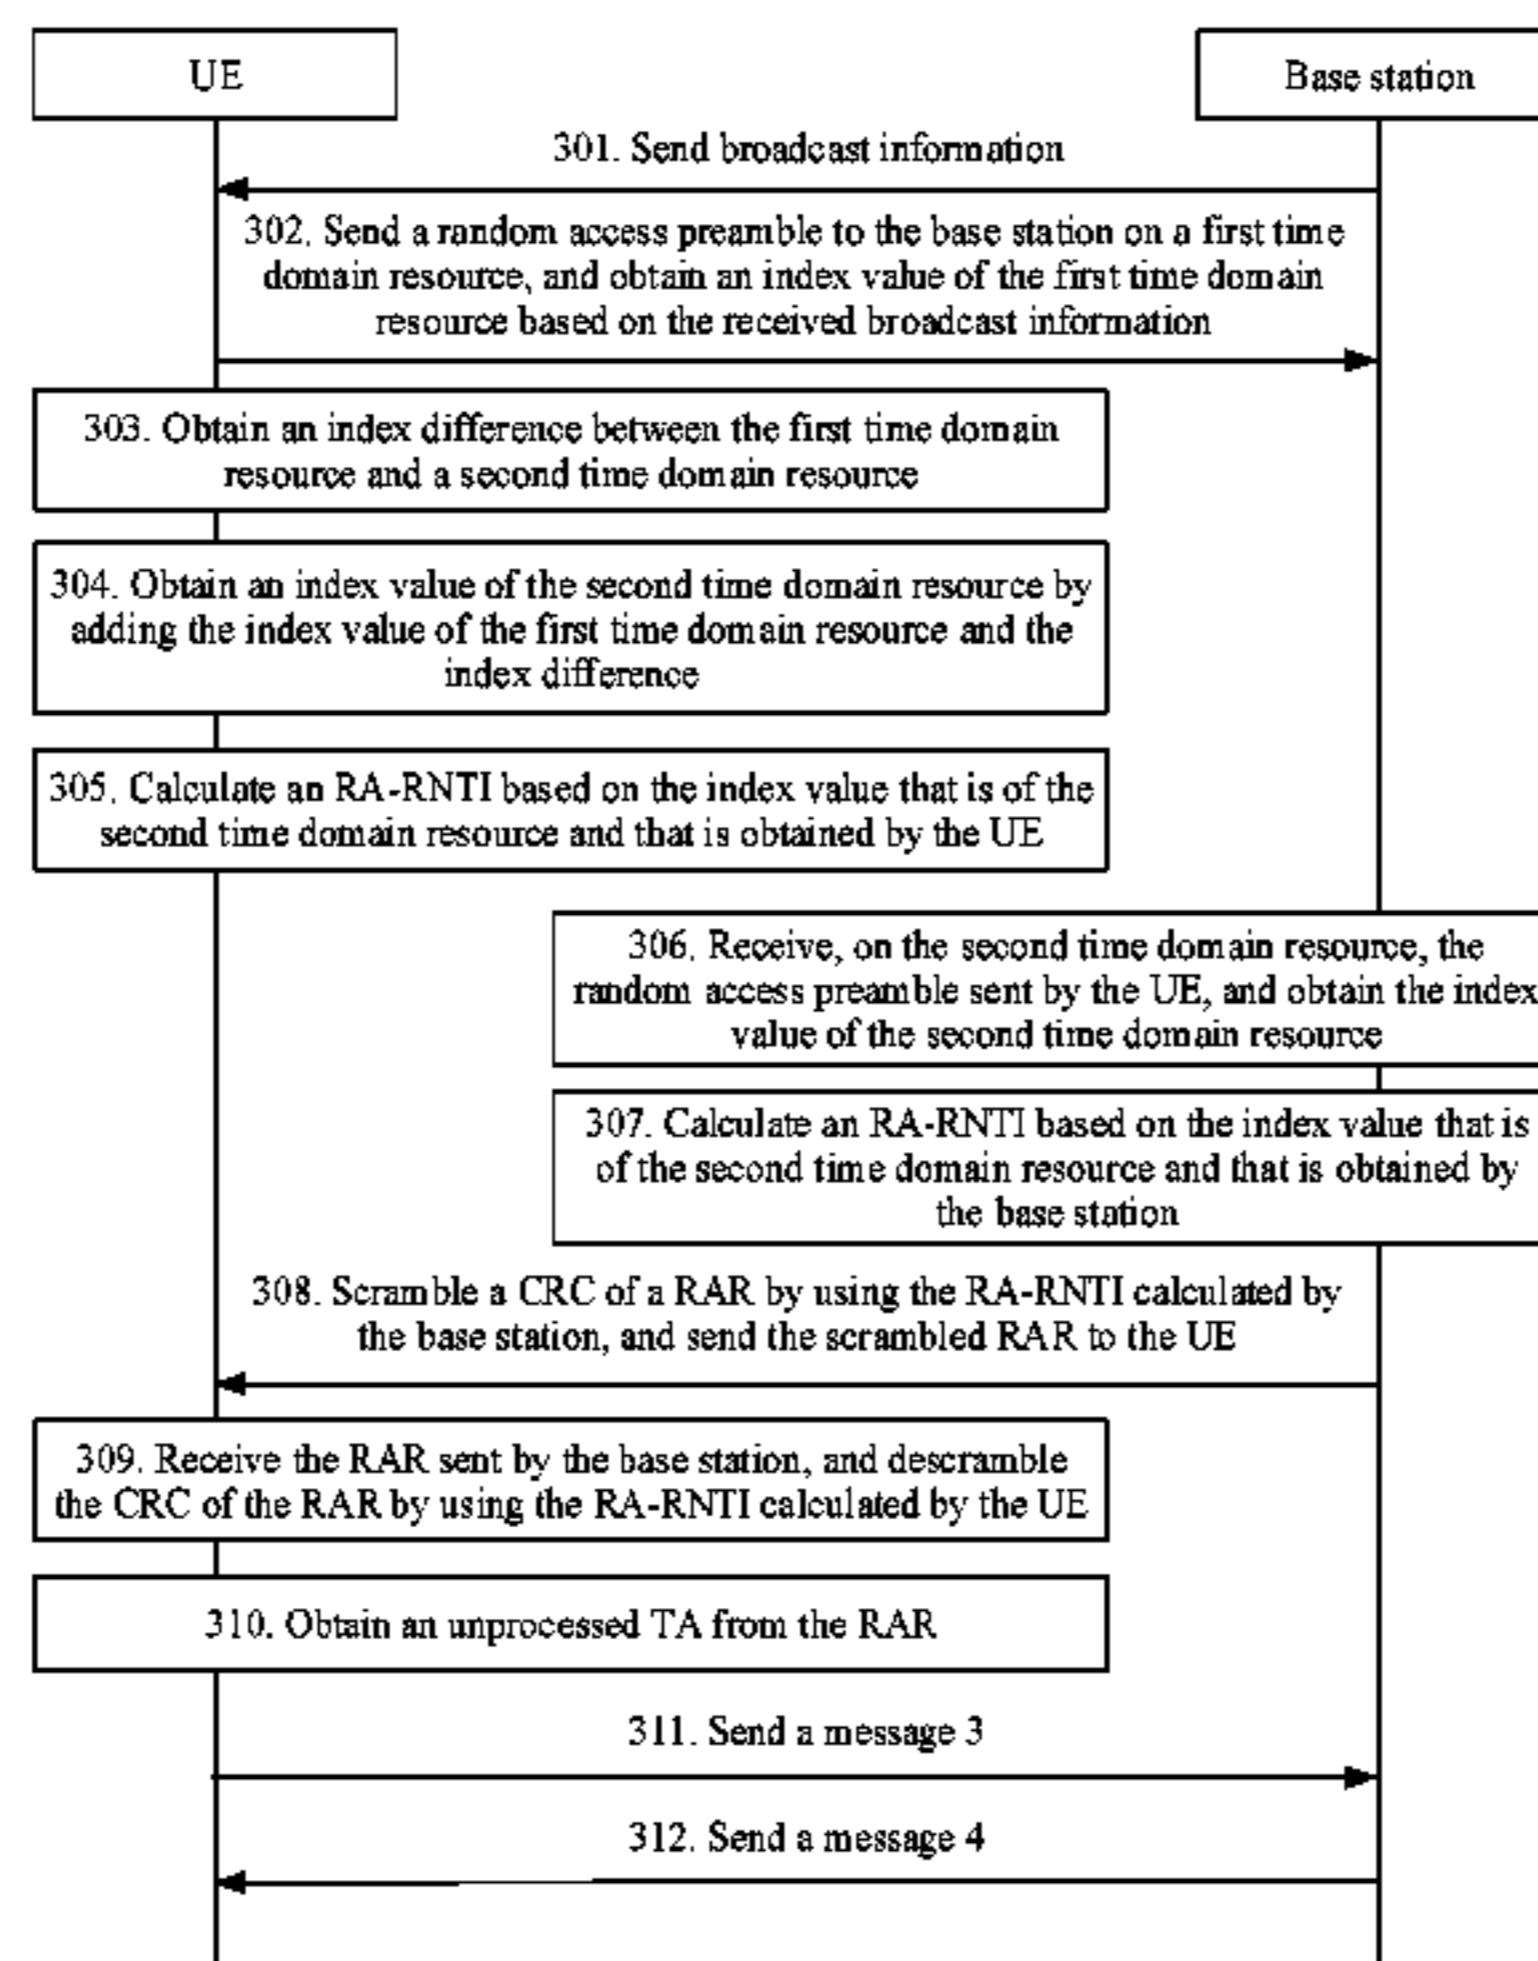 UE
Base station
301. Send broadcast information
302. Send a random access preamble to the base station on a first time
domain resource, and obtain an index value of the first time domain
resource based on the received broadcast information
303. Obtain an index difference between the first time domain
resource and a second time domain resource
304. Obtain an index value of the second time domain resource by
adding the index value of the first time domain resource and the
index difference
305. Calculate an RA-RNTI based on the index value that is of the
second time domain resource and that is obtained by the UE
306. Receive, on the second time domain resource, the
random access preamble sent by the UE, and obtain the index
value of the second time domain resource
307. Calculate an RA-RNTI based on the index value that is
of the second time domain resource and that is obtained by
the base station
308. Scramble a CRC of a RAR by using the RA-RNTI calculated by
the base station, and send the scrambled RAR to the UE
309. Receive the RAR sent by the base station, and descramble
the CRC of the RAR by using the RA-RNTI calculated by the UE
310. Obtain an unprocessed TA from the RAR
311. Send a message 3
312. Send a message 4